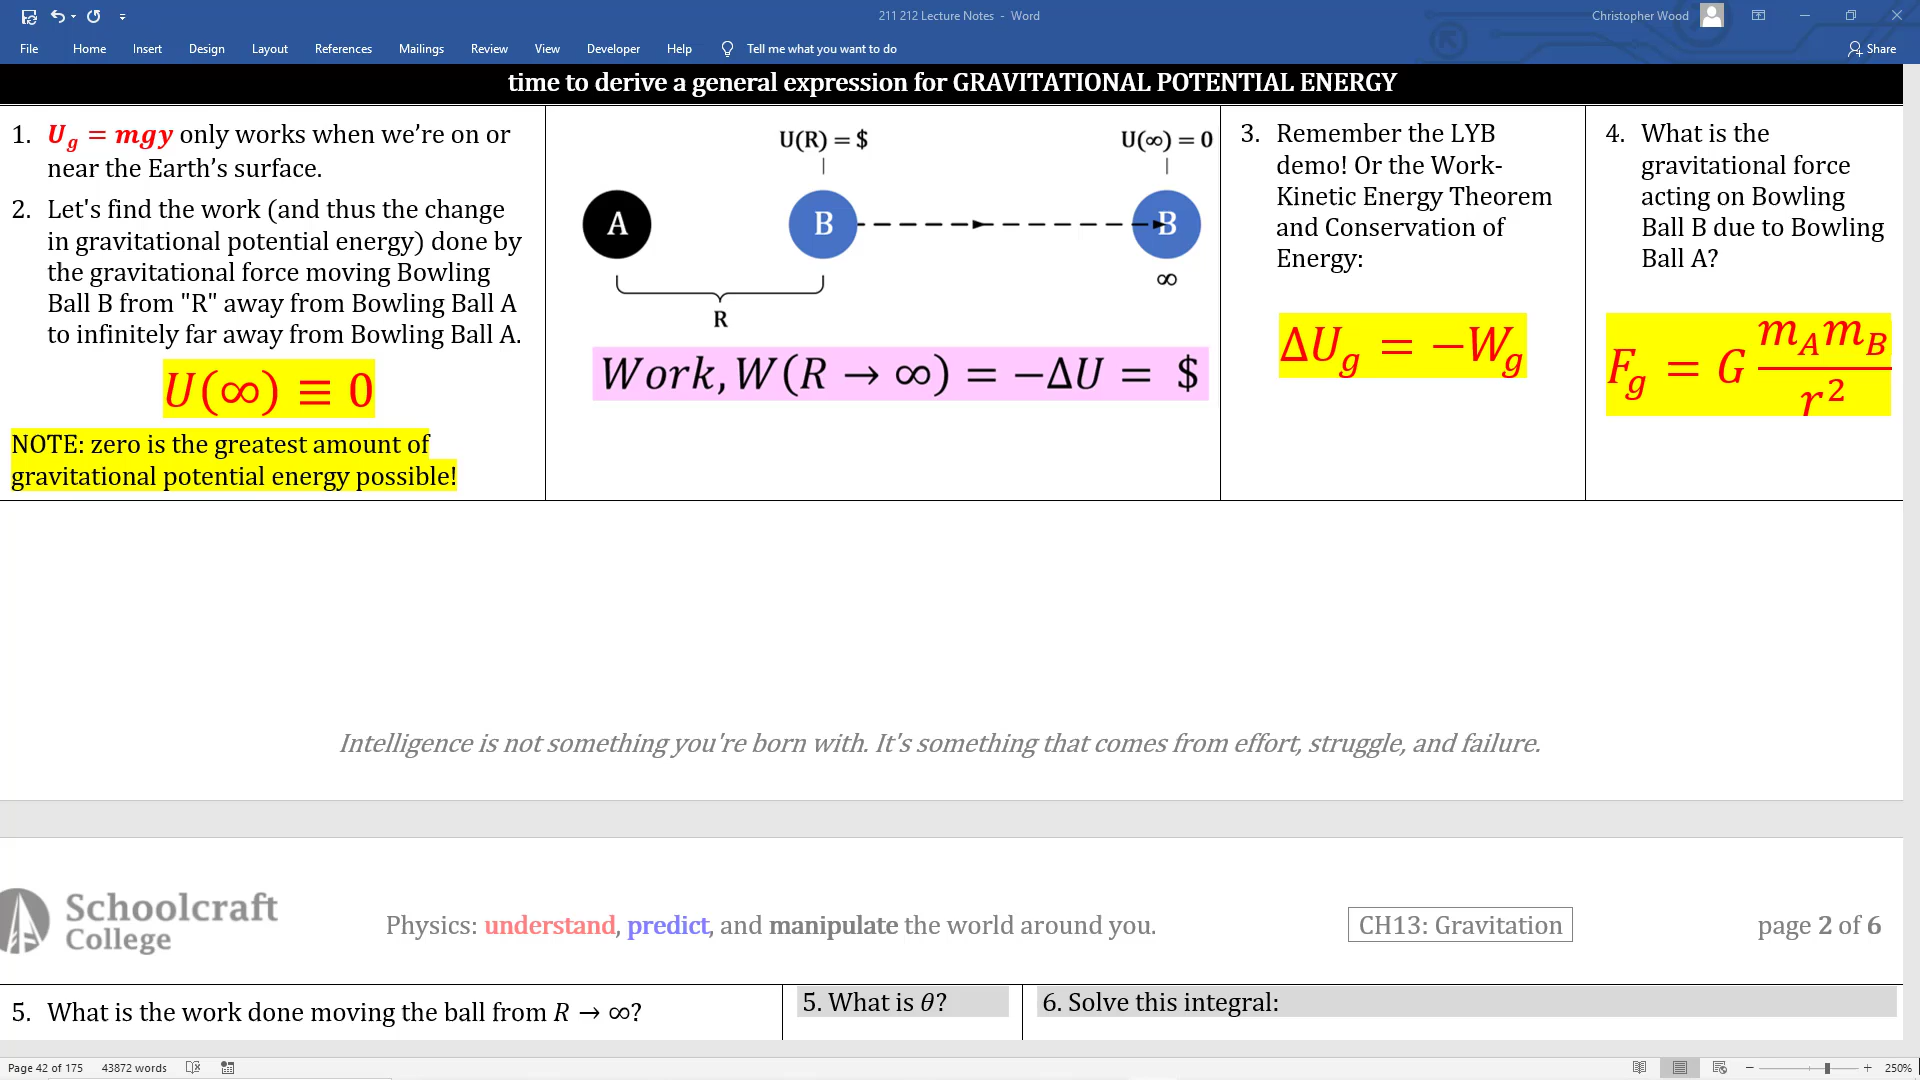 211 212 Lecture Notes - Word
Christopher Wood
File Home Insert Design Layout References Mailings Review View Developer Help Tell me what you want to do Share
time to derive a general expression for GRAVITATIONAL POTENTIAL ENERGY
1. U_g = mgy only works when we’re on or
near the Earth’s surface.
2. Let's find the work (and thus the change
in gravitational potential energy) done by
the gravitational force moving Bowling
Ball B from "R" away from Bowling Ball A
to infinitely far away from Bowling Ball A.
U(∞) ≡ 0
NOTE: zero is the greatest amount of
gravitational potential energy possible!
U(R) = $ U(∞) = 0
A B B
∞
R
Work, W(R → ∞) = −ΔU = $
3. Remember the LYB
demo! Or the Work-
Kinetic Energy Theorem
and Conservation of
Energy:
ΔU_g = −W_g
4. What is the
gravitational force
acting on Bowling
Ball B due to Bowling
Ball A?
F_g = G m_A m_B / r²
Intelligence is not something you're born with. It's something that comes from effort, struggle, and failure.
Schoolcraft
College
Physics: understand, predict, and manipulate the world around you.
CH13: Gravitation
page 2 of 6
5. What is the work done moving the ball from R → ∞?
5. What is θ?
6. Solve this integral:
Page 42 of 175 43872 words 250%